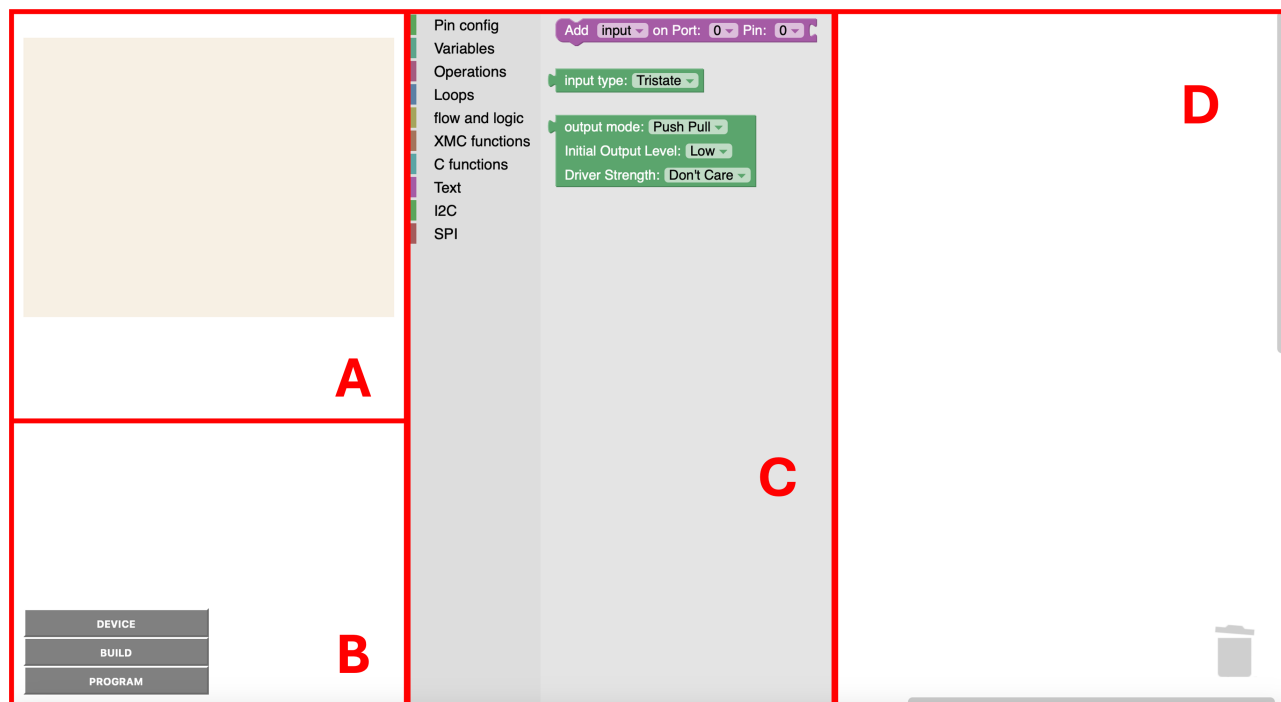 A
DEVICE
BUILD
PROGRAM
B
Pin config
Variables
Operations
Loops
flow and logic
XMC functions
C functions
Text
I2C
SPI
Add input on Port: 0 Pin: 0
input type: Tristate
output mode: Push Pull
Initial Output Level: Low
Driver Strength: Don't Care
C
D